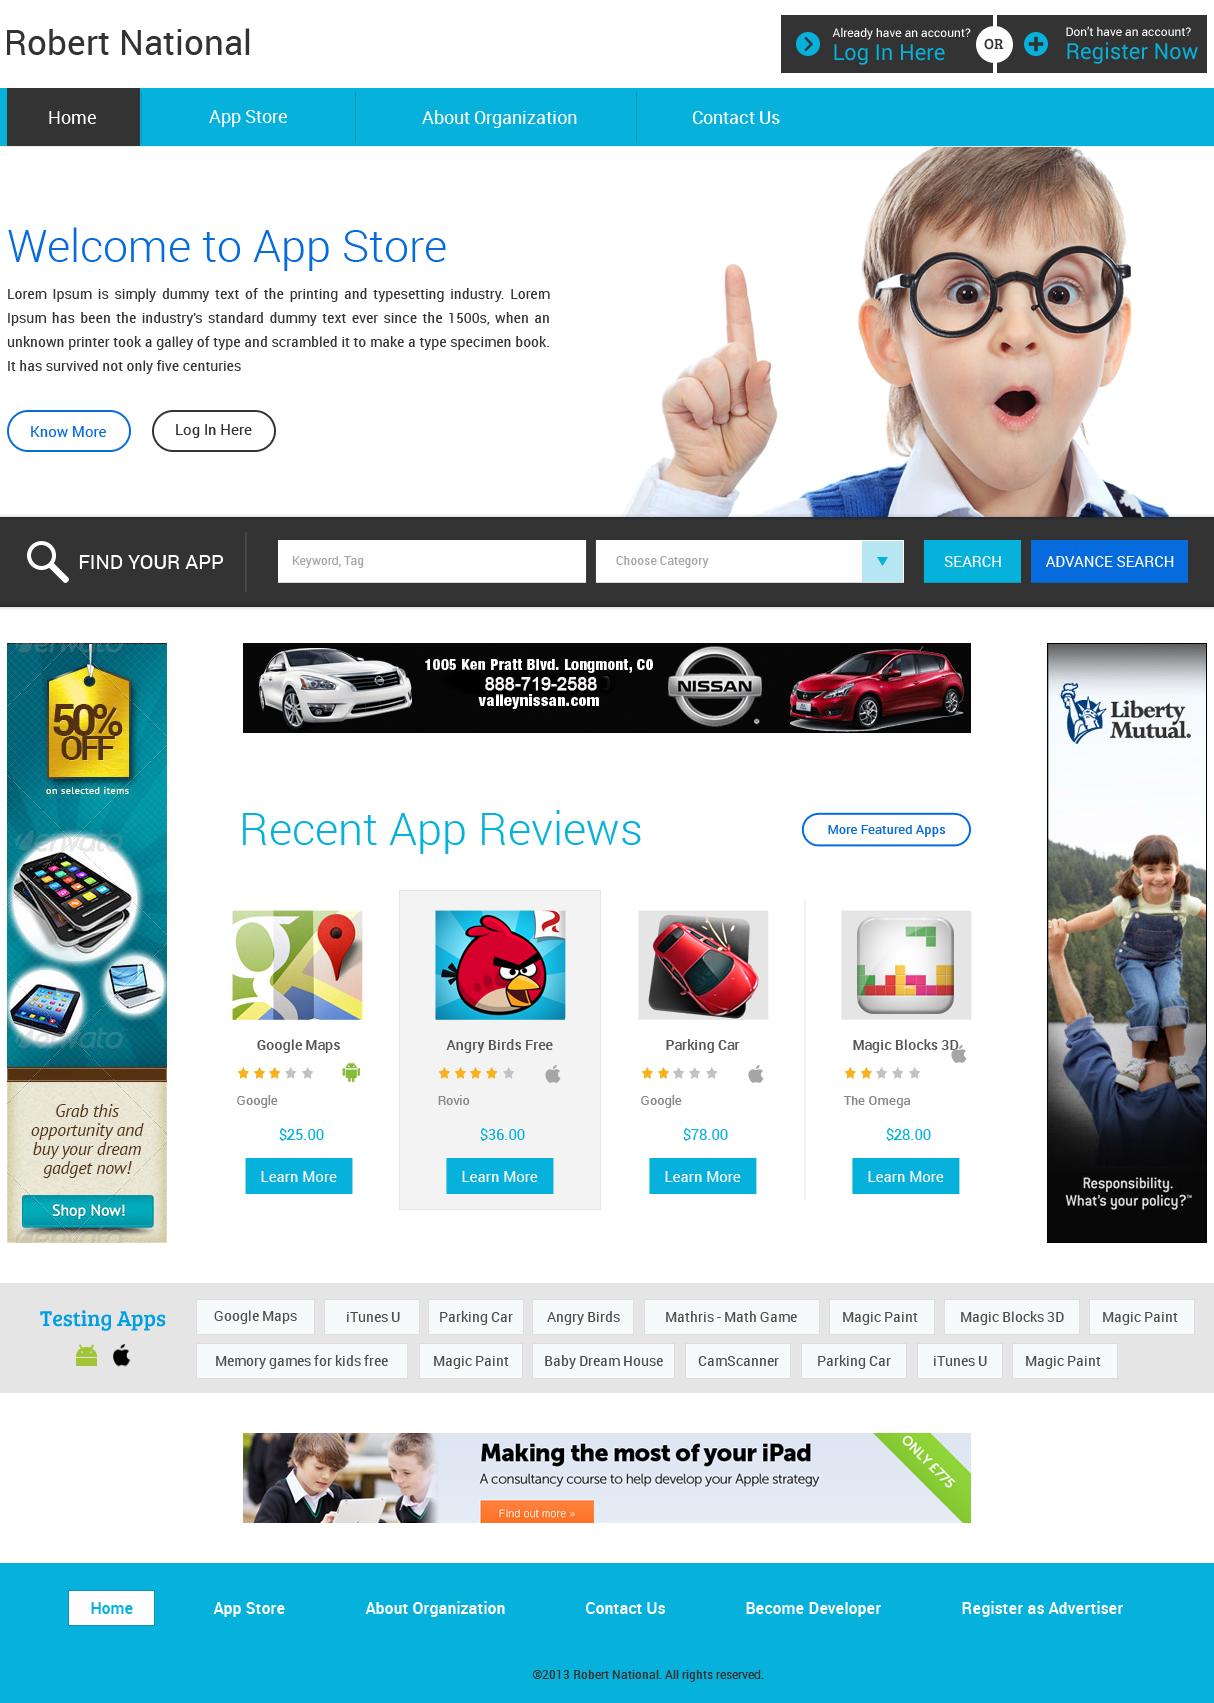 Robert National
Already have an account?
Log In Here
OR
Don't have an account?
Register Now
Home
App Store
About Organization
Contact Us
Welcome to App Store
Lorem Ipsum is simply dummy text of the printing and typesetting industry. Lorem
Ipsum has been the industry's standard dummy text ever since the 1500s, when an
unknown printer took a galley of type and scrambled it to make a type specimen book.
It has survived not only five centuries
Know More
Log In Here
FIND YOUR APP
Keyword, Tag
Choose Category
SEARCH
ADVANCE SEARCH
envato
50%
OFF
on selected items
envato
envato
Grab this
opportunity and
buy your dream
gadget now!
Shop Now!
envato
1005 Ken Pratt Blvd. Longmont, CO
888-719-2588
valleynissan.com
NISSAN
Liberty
Mutual.
Responsibility.
What's your policy?™
Recent App Reviews
More Featured Apps
Google Maps
Google
$25.00
Learn More
Angry Birds Free
Rovio
$36.00
Learn More
Parking Car
Google
$78.00
Learn More
Magic Blocks 3D
The Omega
$28.00
Learn More
Testing Apps
Google Maps
iTunes U
Parking Car
Angry Birds
Mathris - Math Game
Magic Paint
Magic Blocks 3D
Magic Paint
Memory games for kids free
Magic Paint
Baby Dream House
CamScanner
Parking Car
iTunes U
Magic Paint
Making the most of your iPad
A consultancy course to help develop your Apple strategy
Find out more »
ONLY £775
Home
App Store
About Organization
Contact Us
Become Developer
Register as Advertiser
©2013 Robert National. All rights reserved.